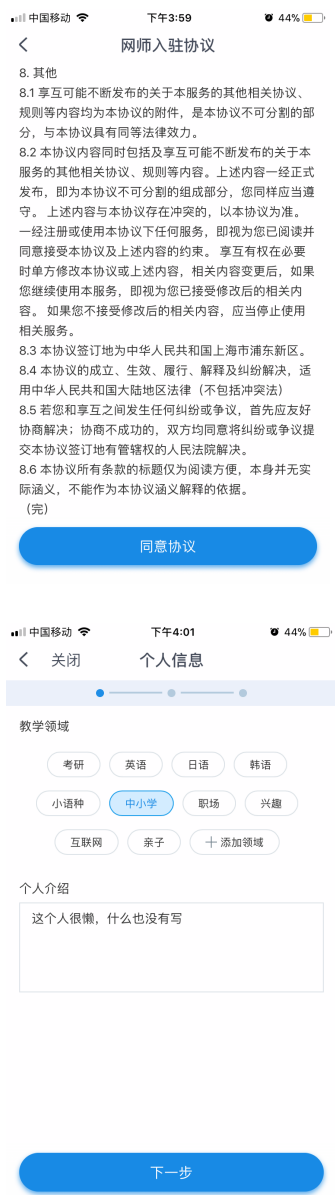 中国移动 下午3:59 44%
网师入驻协议
8. 其他
8.1 享互可能不断发布的关于本服务的其他相关协议、
规则等内容均为本协议的附件，是本协议不可分割的部
分，与本协议具有同等法律效力。
8.2 本协议内容同时包括及享互可能不断发布的关于本
服务的其他相关协议、规则等内容。上述内容一经正式
发布，即为本协议不可分割的组成部分，您同样应当遵
守。 上述内容与本协议存在冲突的，以本协议为准。
一经注册或使用本协议下任何服务，即视为您已阅读并
同意接受本协议及上述内容的约束。 享互有权在必要
时单方修改本协议或上述内容，相关内容变更后，如果
您继续使用本服务，即视为您已接受修改后的相关内
容。 如果您不接受修改后的相关内容，应当停止使用
相关服务。
8.3 本协议签订地为中华人民共和国上海市浦东新区。
8.4 本协议的成立、生效、履行、解释及纠纷解决，适
用中华人民共和国大陆地区法律（不包括冲突法）
8.5 若您和享互之间发生任何纠纷或争议，首先应友好
协商解决；协商不成功的，双方均同意将纠纷或争议提
交本协议签订地有管辖权的人民法院解决。
8.6 本协议所有条款的标题仅为阅读方便，本身并无实
际涵义，不能作为本协议涵义解释的依据。
（完）
同意协议
中国移动 下午4:01 44%
关闭 个人信息
教学领域
考研 英语 日语 韩语
小语种 中小学 职场 兴趣
互联网 亲子 添加领域
个人介绍
这个人很懒，什么也没有写
下一步